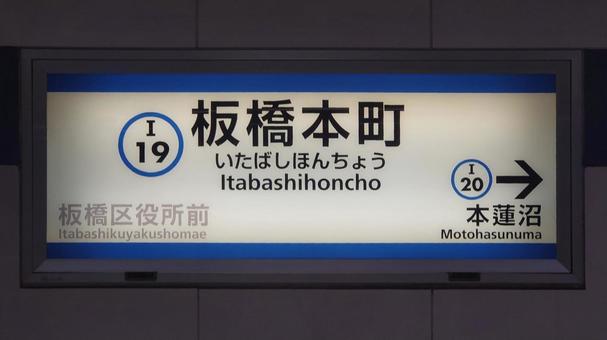 I
19
板橋本町
いたばしほんちょう
Itabashihoncho
板橋区役所前
Itabashikuyakushomae
I
20
本蓮沼
Motohasunuma